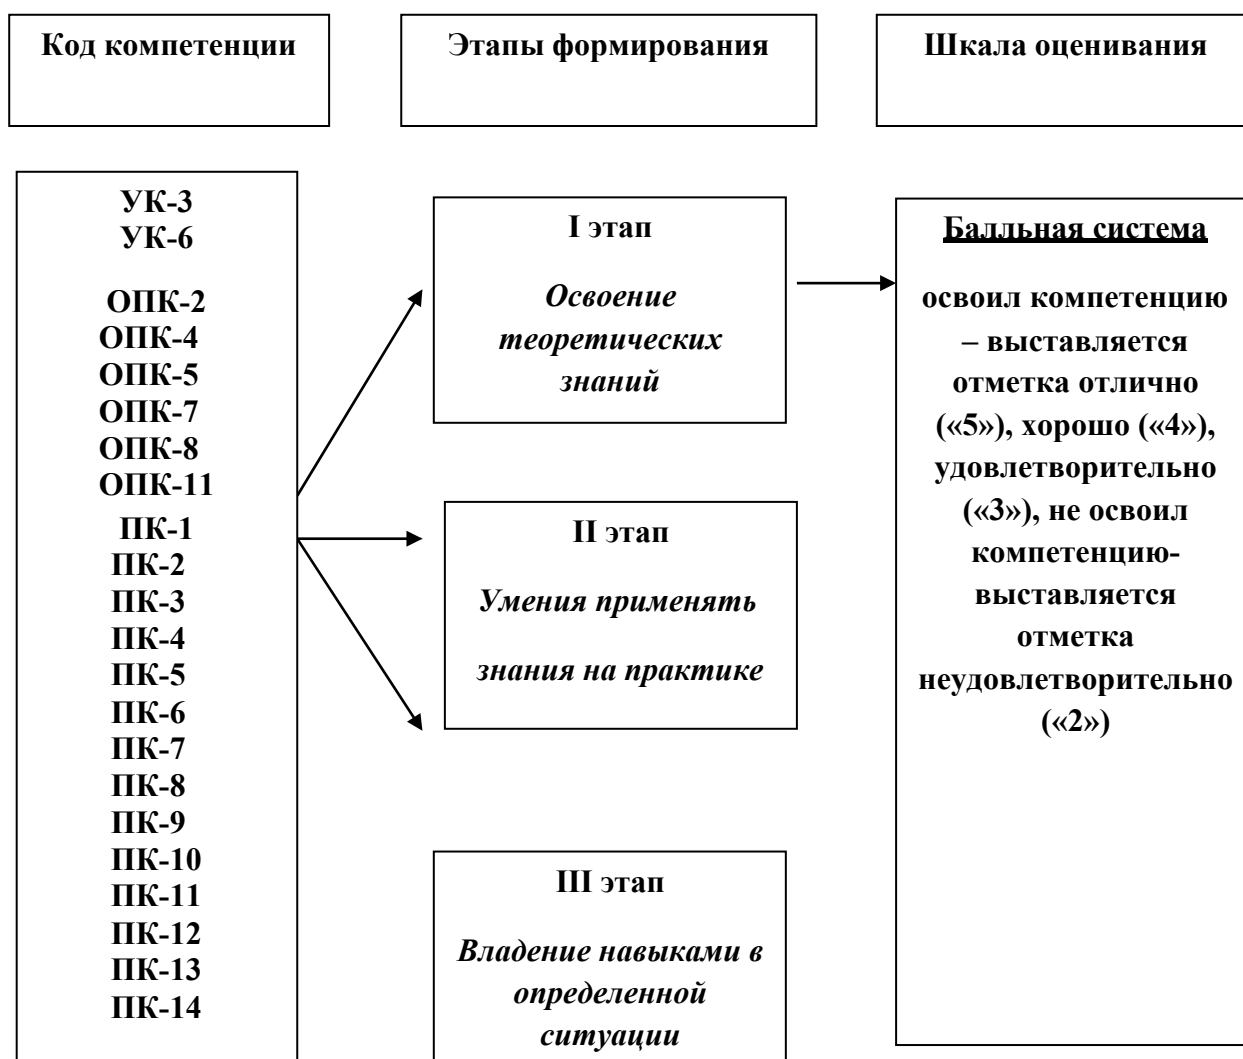 Код компетенции
Этапы формирования
Шкала оценивания
УК-3
УК-6
ОПК-2
ОПК-4
ОПК-5
ОПК-7
ОПК-8
ОПК-11
ПК-1
ПК-2
ПК-3
ПК-4
ПК-5
ПК-6
ПК-7
ПК-8
ПК-9
ПК-10
ПК-11
ПК-12
ПК-13
ПК-14
I этап
Освоение
теоретических
знаний
II этап
Умения применять
знания на практике
III этап
Владение навыками в
определенной
ситуации
Балльная система
освоил компетенцию
– выставляется
отметка отлично
(«5»), хорошо («4»),
удовлетворительно
(«3»), не освоил
компетенцию-
выставляется
отметка
неудовлетворительно
(«2»)